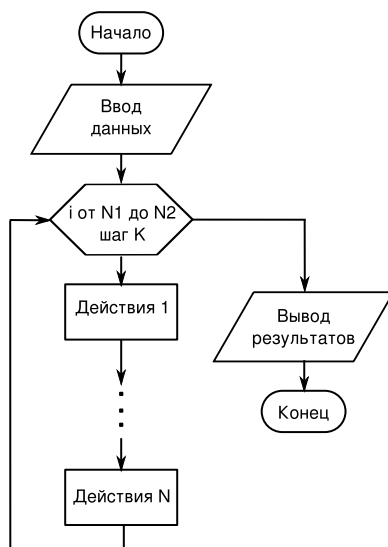 Начало
Ввод
данных
i от N1 до N2
шаг K
Действия 1
Действия N
Вывод
результатов
Конец